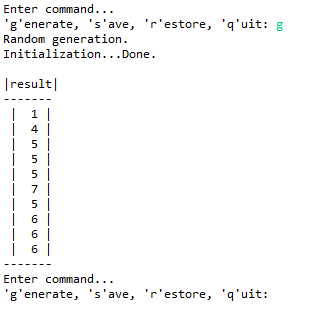 Enter command...
'g'enerate, 's'ave, 'r'estore, 'q'uit: g
Random generation.
Initialization...Done.
|result|
-------
| 1 |
| 4 |
| 5 |
| 5 |
| 5 |
| 7 |
| 5 |
| 6 |
| 6 |
| 6 |
-------
Enter command...
'g'enerate, 's'ave, 'r'estore, 'q'uit: